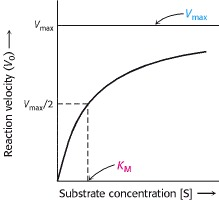 Vmax
Vmax
Reaction velocity (V0) ⟶
Vmax/2
KM
Substrate concentration [S] ⟶